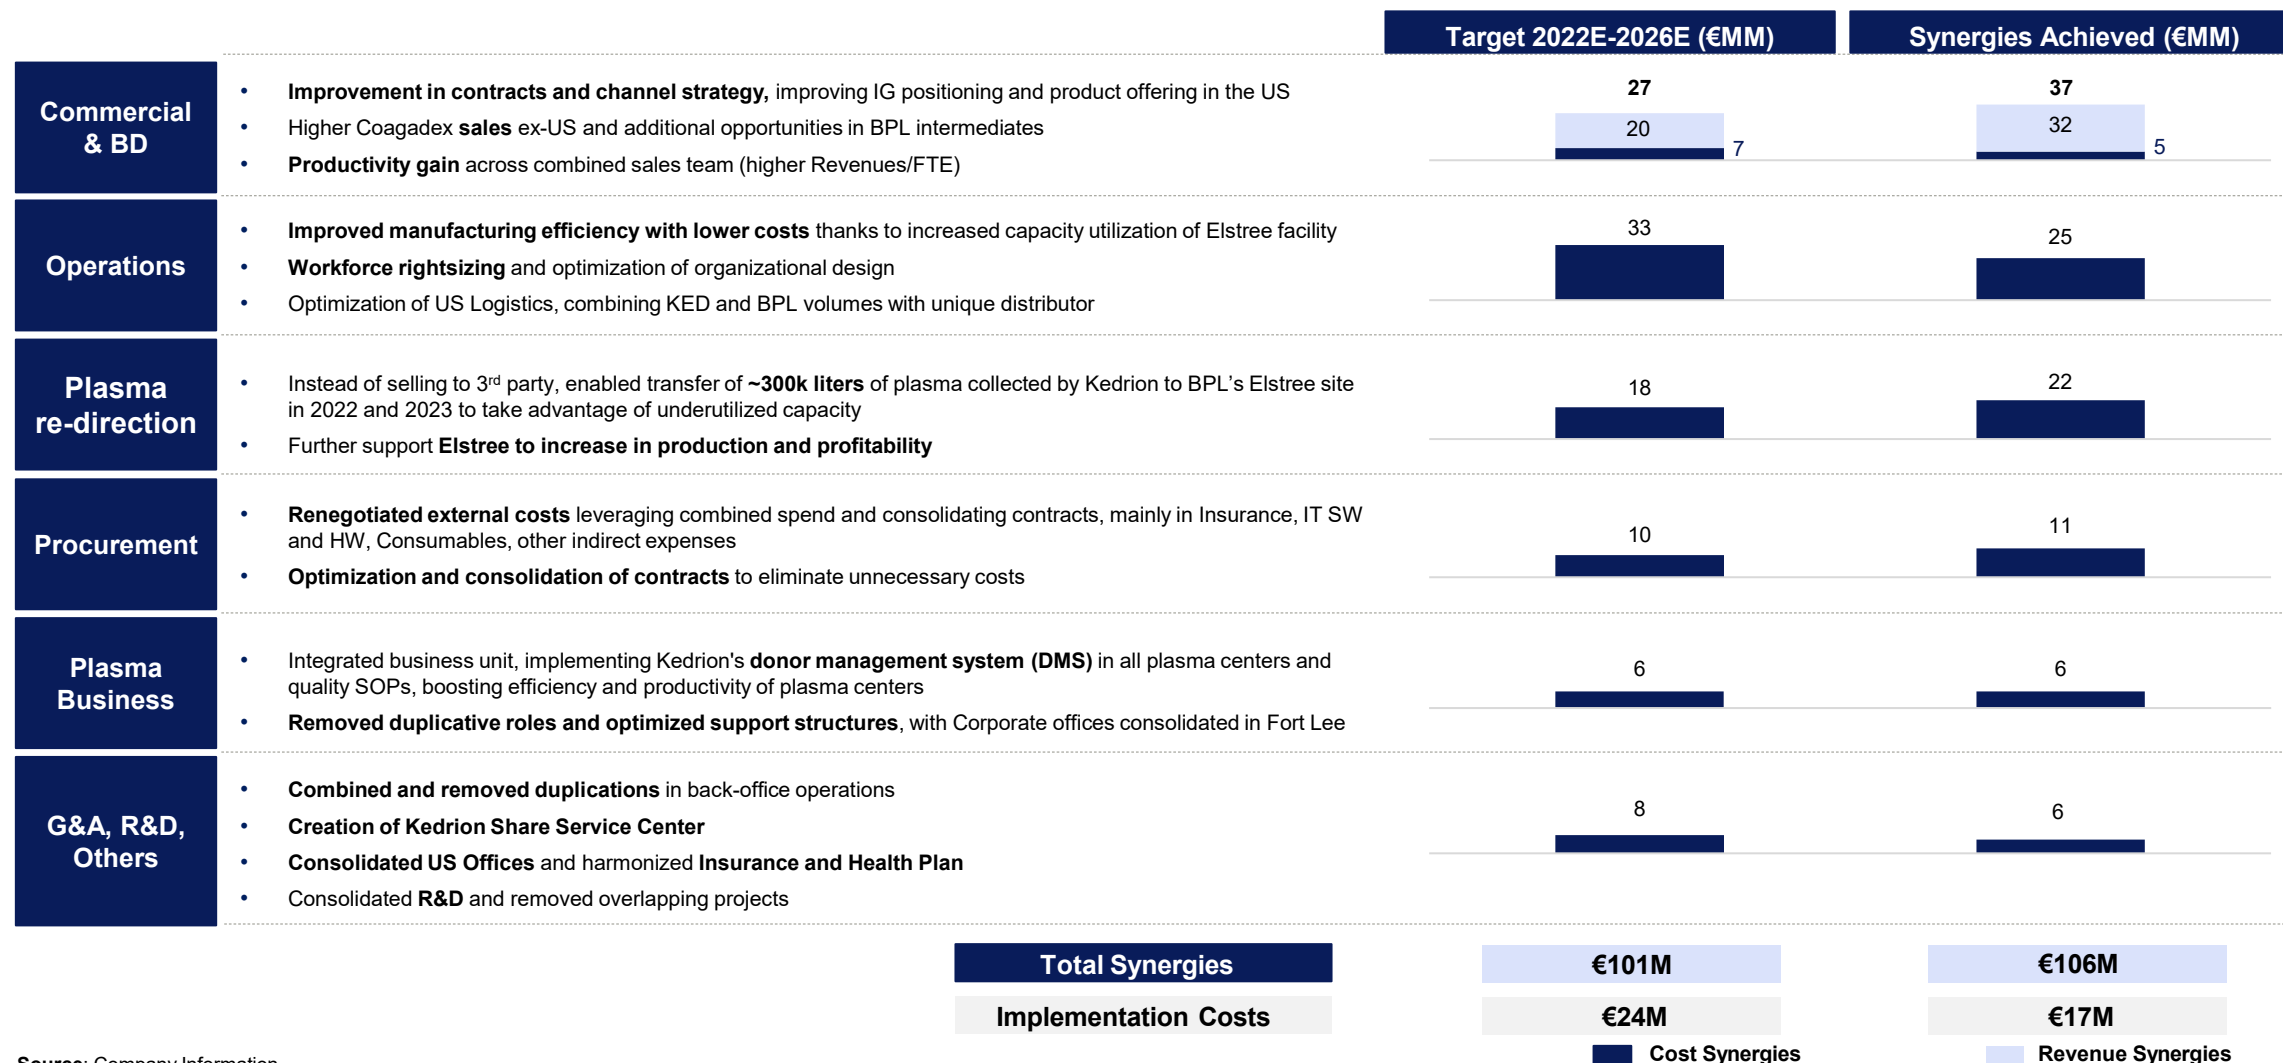 Target 2022E-2026E (€MM)
Synergies Achieved (€MM)
Commercial
& BD
• Improvement in contracts and channel strategy, improving IG positioning and product offering in the US
• Higher Coagadex sales ex-US and additional opportunities in BPL intermediates
• Productivity gain across combined sales team (higher Revenues/FTE)
27
20
7
37
32
5
Operations
• Improved manufacturing efficiency with lower costs thanks to increased capacity utilization of Elstree facility
• Workforce rightsizing and optimization of organizational design
• Optimization of US Logistics, combining KED and BPL volumes with unique distributor
33
25
Plasma
re-direction
• Instead of selling to 3rd party, enabled transfer of ~300k liters of plasma collected by Kedrion to BPL’s Elstree site
in 2022 and 2023 to take advantage of underutilized capacity
• Further support Elstree to increase in production and profitability
18
22
Procurement
• Renegotiated external costs leveraging combined spend and consolidating contracts, mainly in Insurance, IT SW
and HW, Consumables, other indirect expenses
• Optimization and consolidation of contracts to eliminate unnecessary costs
10
11
Plasma
Business
• Integrated business unit, implementing Kedrion's donor management system (DMS) in all plasma centers and
quality SOPs, boosting efficiency and productivity of plasma centers
• Removed duplicative roles and optimized support structures, with Corporate offices consolidated in Fort Lee
6
6
G&A, R&D,
Others
• Combined and removed duplications in back-office operations
• Creation of Kedrion Share Service Center
• Consolidated US Offices and harmonized Insurance and Health Plan
• Consolidated R&D and removed overlapping projects
8
6
Total Synergies
€101M
€106M
Implementation Costs
€24M
€17M
Source: Company Information
Cost Synergies
Revenue Synergies